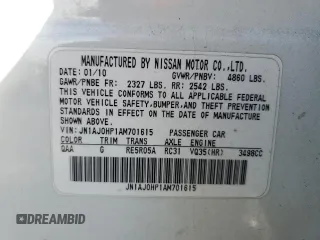 MANUFACTURED BY NISSAN MOTOR CO.,LTD.
DATE: 01/10 GVWR/PNBV: 4860 LBS.
GAWR/PNBE FR: 2327 LBS. RR: 2542 LBS.
THIS VEHICLE CONFORMS TO ALL APPLICABLE FEDERAL
MOTOR VEHICLE SAFETY, BUMPER, AND THEFT PREVENTION
STANDARDS IN EFFECT ON THE DATE OF MANUFACTURE
SHOWN ABOVE.
VIN: JN1AJ0HP1AM701615 PASSENGER CAR
COLOR TRIM TRANS AXLE ENGINE
QAA G RE5R05A RC31 VQ35(HR) 3498CC
JN1AJ0HP1AM701615
AUTOBIDCAR